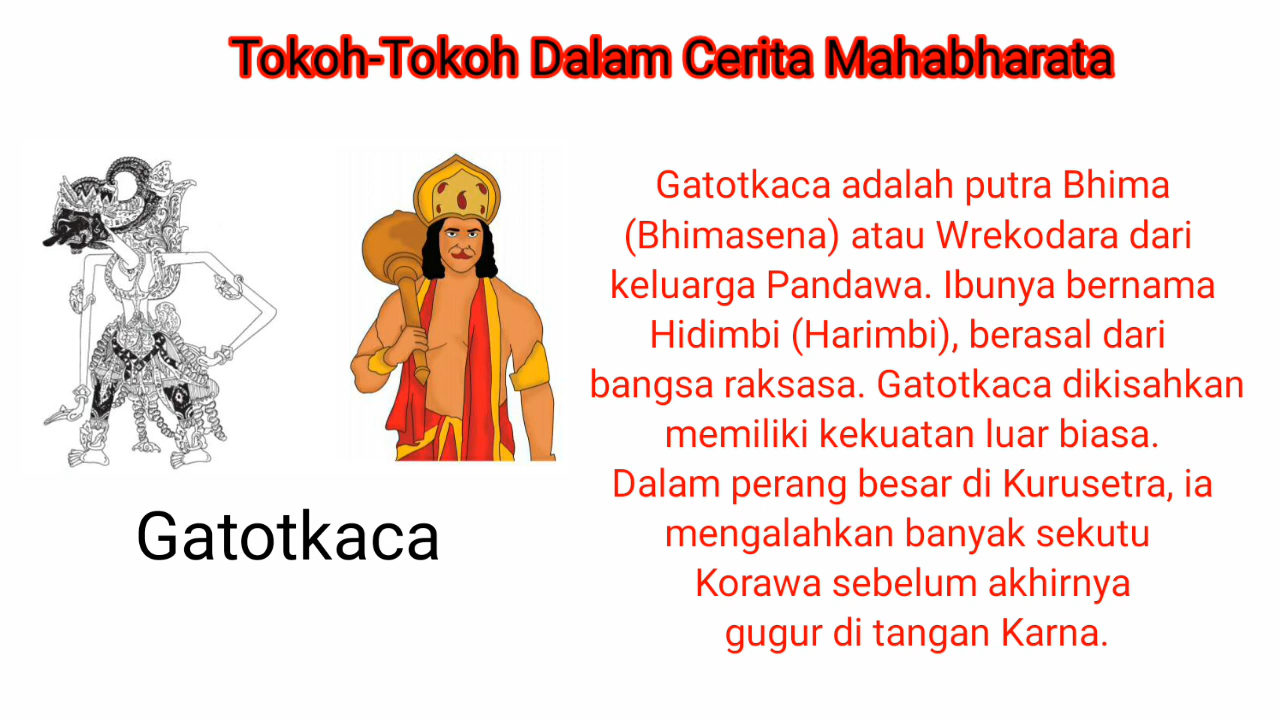 Tokoh-Tokoh Dalam Cerita Mahabharata
Gatotkaca
Gatotkaca adalah putra Bhima
(Bhimasena) atau Wrekodara dari
keluarga Pandawa. Ibunya bernama
Hidimbi (Harimbi), berasal dari
bangsa raksasa. Gatotkaca dikisahkan
memiliki kekuatan luar biasa.
Dalam perang besar di Kurusetra, ia
mengalahkan banyak sekutu
Korawa sebelum akhirnya
gugur di tangan Karna.